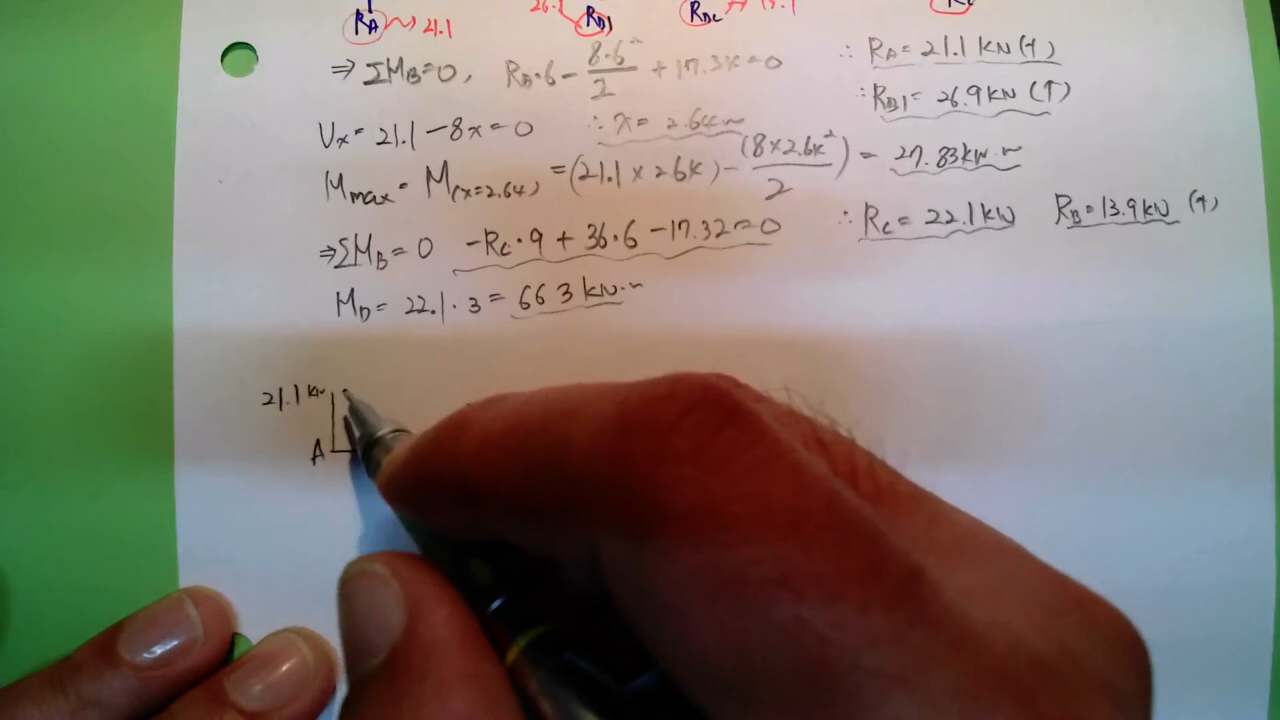 RA ~> 21.1 26. RB1 RBC
⇒ ΣMB=0, RA·6 - 8·6²/2 + 17.3 = 0 ∴ RA = 21.1 KN (↑)
∴ RB1 = 26.9 KN (↑)
Vx = 21.1 - 8x = 0 ∴ x = 2.64 m
Mmax = M(x=2.64) = (21.1 × 2.64) - (8×2.64²)/2 = 27.83 KN·m
⇒ ΣMB = 0 -RC·9 + 36·6 - 17.32 = 0 ∴ RC = 22.1 KN RB = 13.9 KN (↑)
MD = 22.1 · 3 = 66.3 KN·m
21.1 KN
A